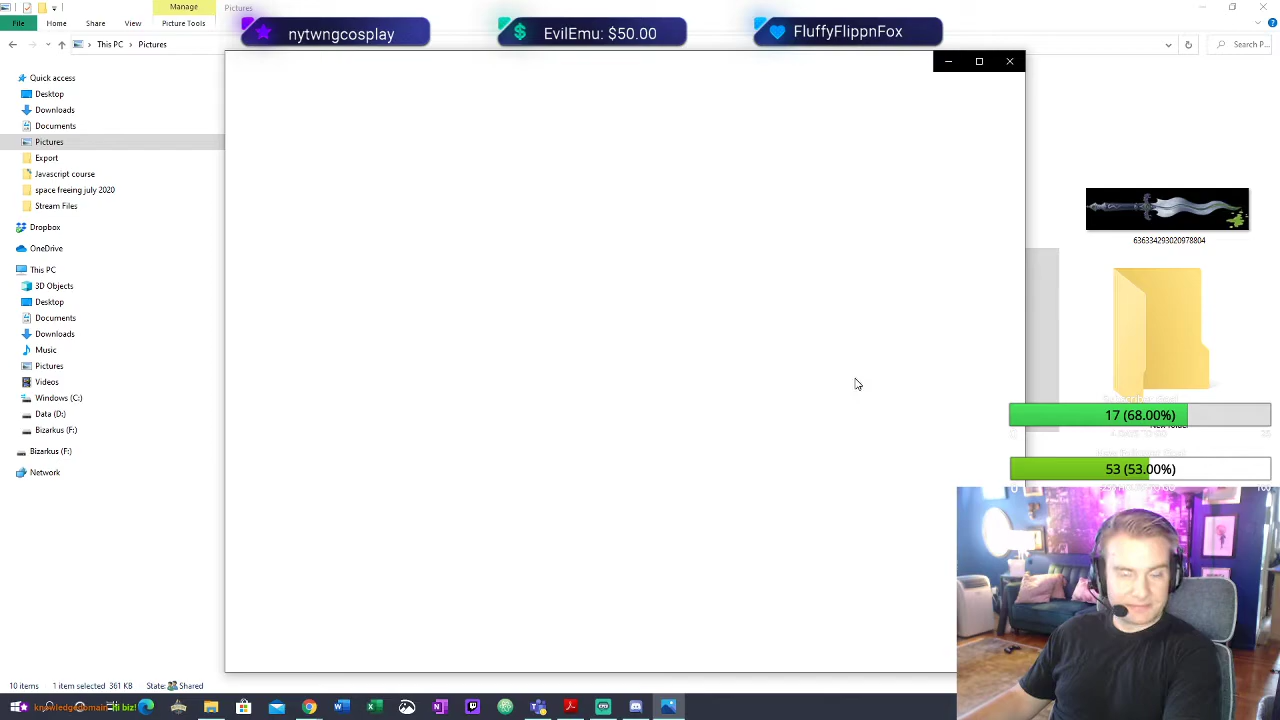 Manage
Pictures
nytwngcosplay
EvilEmu: $50.00
FluffyFlippnFox
File
Home
Share
View
Picture Tools
This PC
Pictures
Search P...
Quick access
Desktop
Downloads
Documents
Pictures
Export
Javascript course
space freeing july 2020
Stream Files
Dropbox
OneDrive
This PC
3D Objects
Desktop
Documents
Downloads
Music
Pictures
Videos
Windows (C:)
Data (D:)
Bizarkus (F:)
Bizarkus (F:)
Network
636334293020978804
17 (68.00%)
53 (53.00%)
10 items
1 item selected 361 KB
State:
Shared